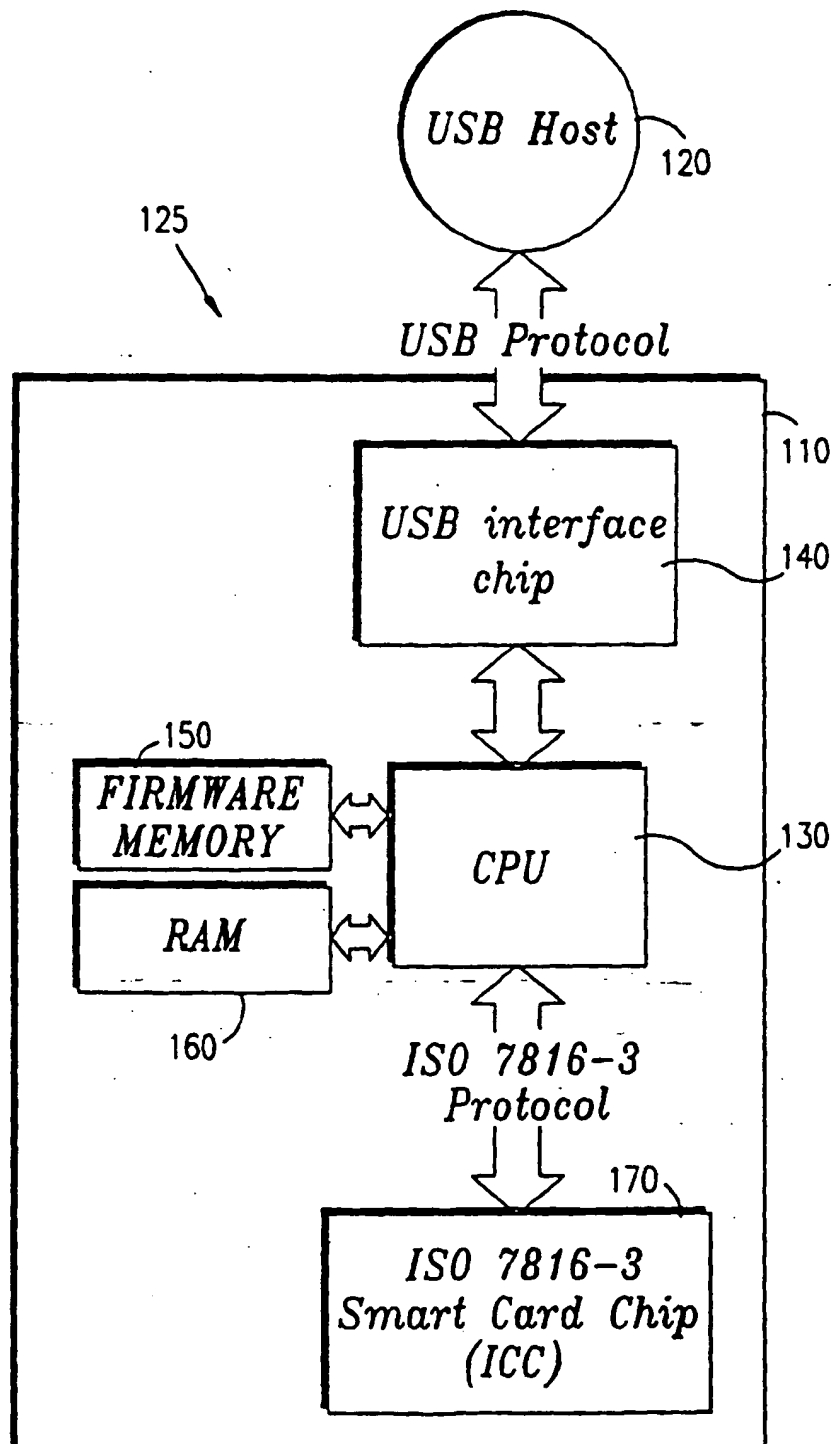 USB Host
120
125
USB Protocol
110
USB interface
chip
140
150
FIRMWARE
MEMORY
CPU
130
RAM
160
ISO 7816-3
Protocol
170
ISO 7816-3
Smart Card Chip
(ICC)